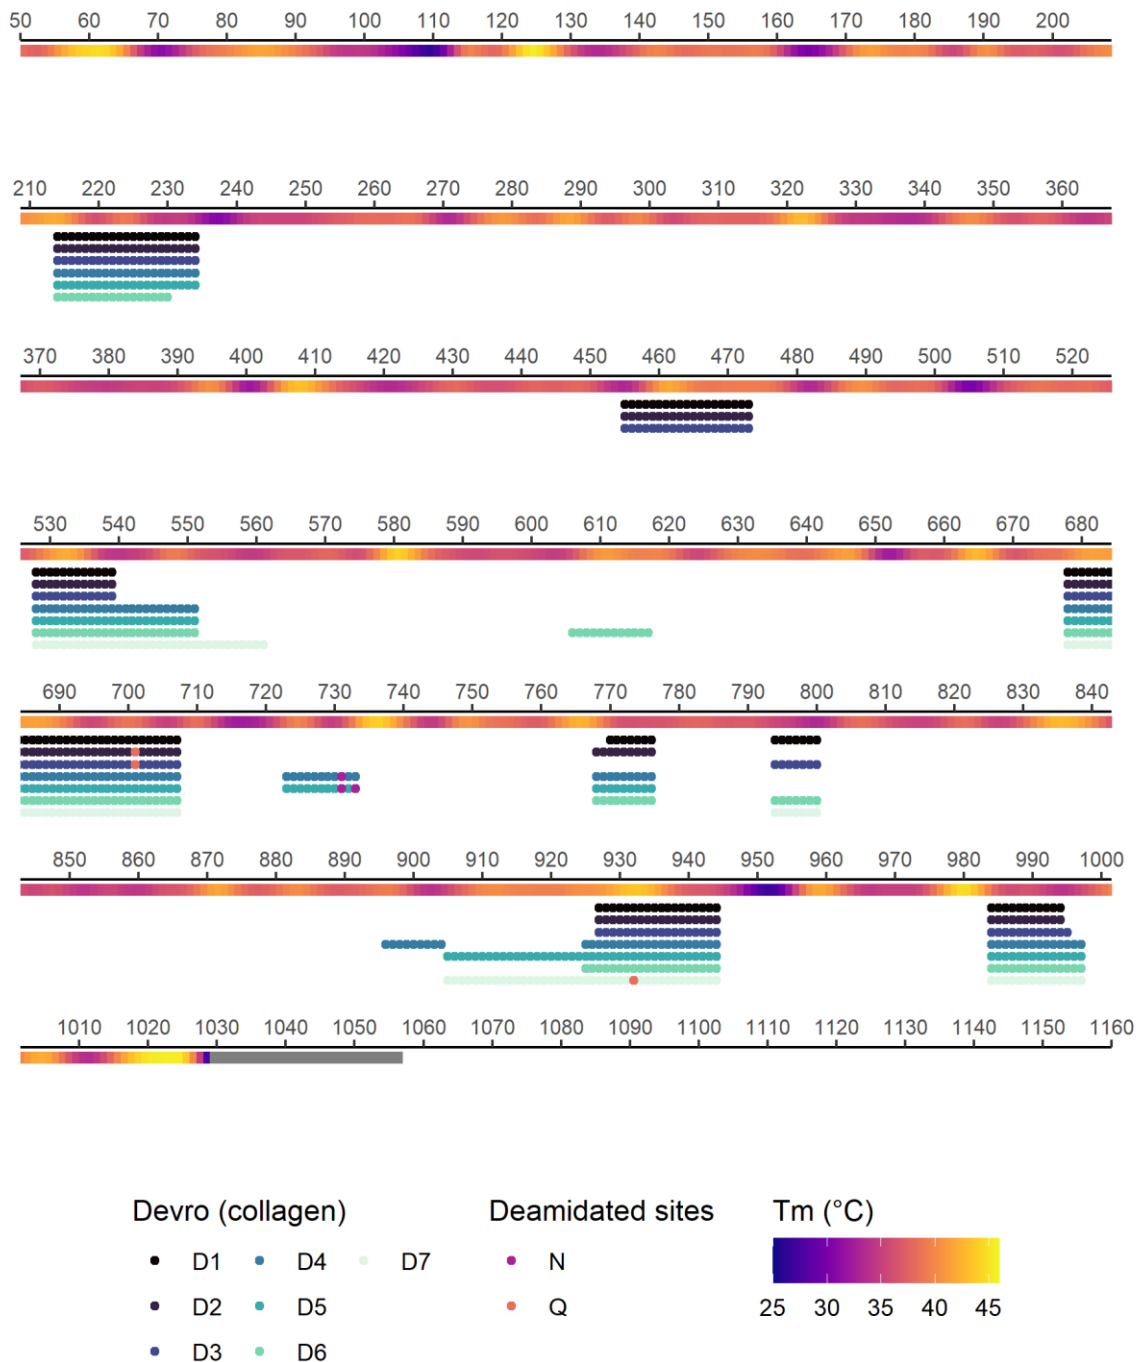 50 60 70 80 90 100 110 120 130 140 150 160 170 180 190 200
210 220 230 240 250 260 270 280 290 300 310 320 330 340 350 360
370 380 390 400 410 420 430 440 450 460 470 480 490 500 510 520
530 540 550 560 570 580 590 600 610 620 630 640 650 660 670 680
690 700 710 720 730 740 750 760 770 780 790 800 810 820 830 840
850 860 870 880 890 900 910 920 930 940 950 960 970 980 990 1000
1010 1020 1030 1040 1050 1060 1070 1080 1090 1100 1110 1120 1130 1140 1150 1160
Devro (collagen) Deamidated sites Tm (°C)
D1 D4 D7 N
D2 D5 Q 25 30 35 40 45
D3 D6